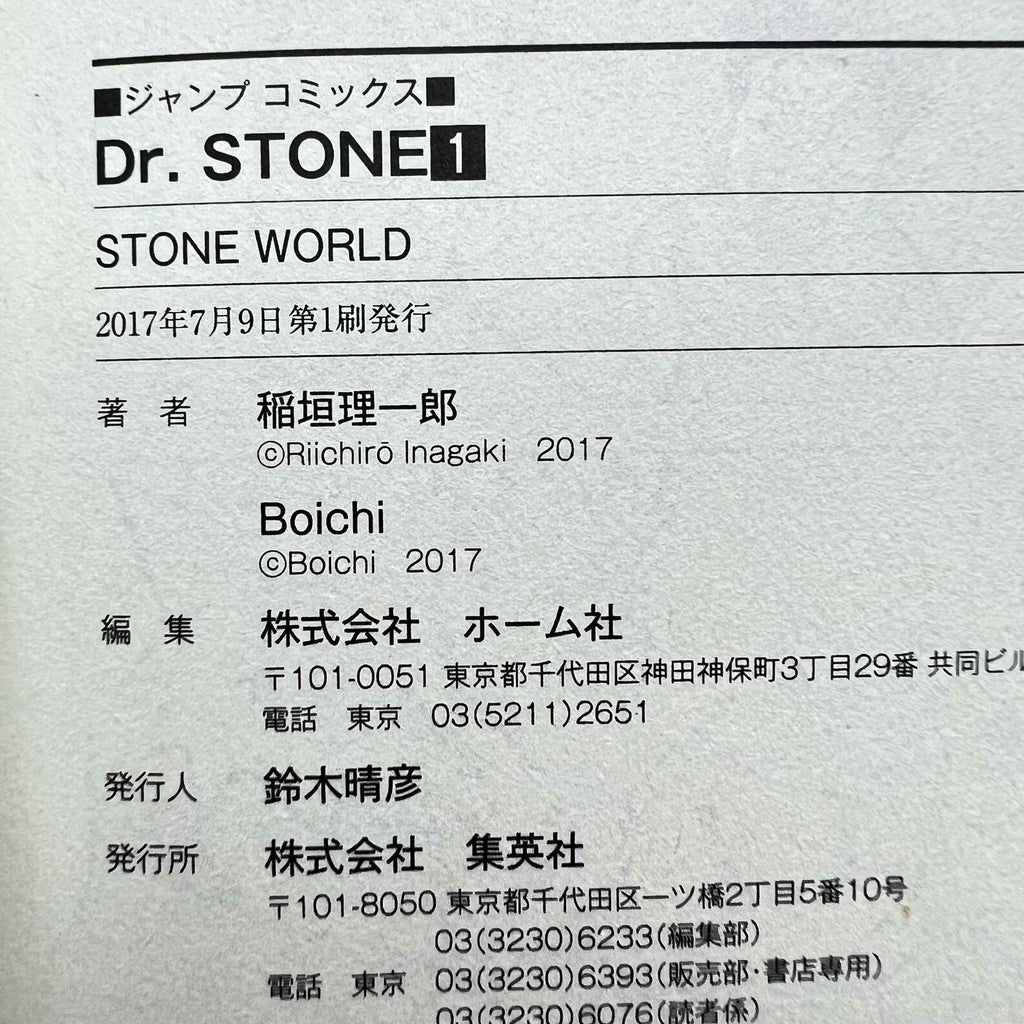 ■ジャンプ コミックス■
Dr. STONE 1
STONE WORLD
2017年7月9日第1刷発行
著 者 稲垣理一郎
©Riichirō Inagaki 2017
Boichi
©Boichi 2017
編 集 株式会社 ホーム社
〒101-0051 東京都千代田区神田神保町3丁目29番 共同ビル
電話 東京 03(5211)2651
発行人 鈴木晴彦
発行所 株式会社 集英社
〒101-8050 東京都千代田区一ツ橋2丁目5番10号
03(3230)6233(編集部)
電話 東京 03(3230)6393(販売部・書店専用)
03(3230)6076(読者係)